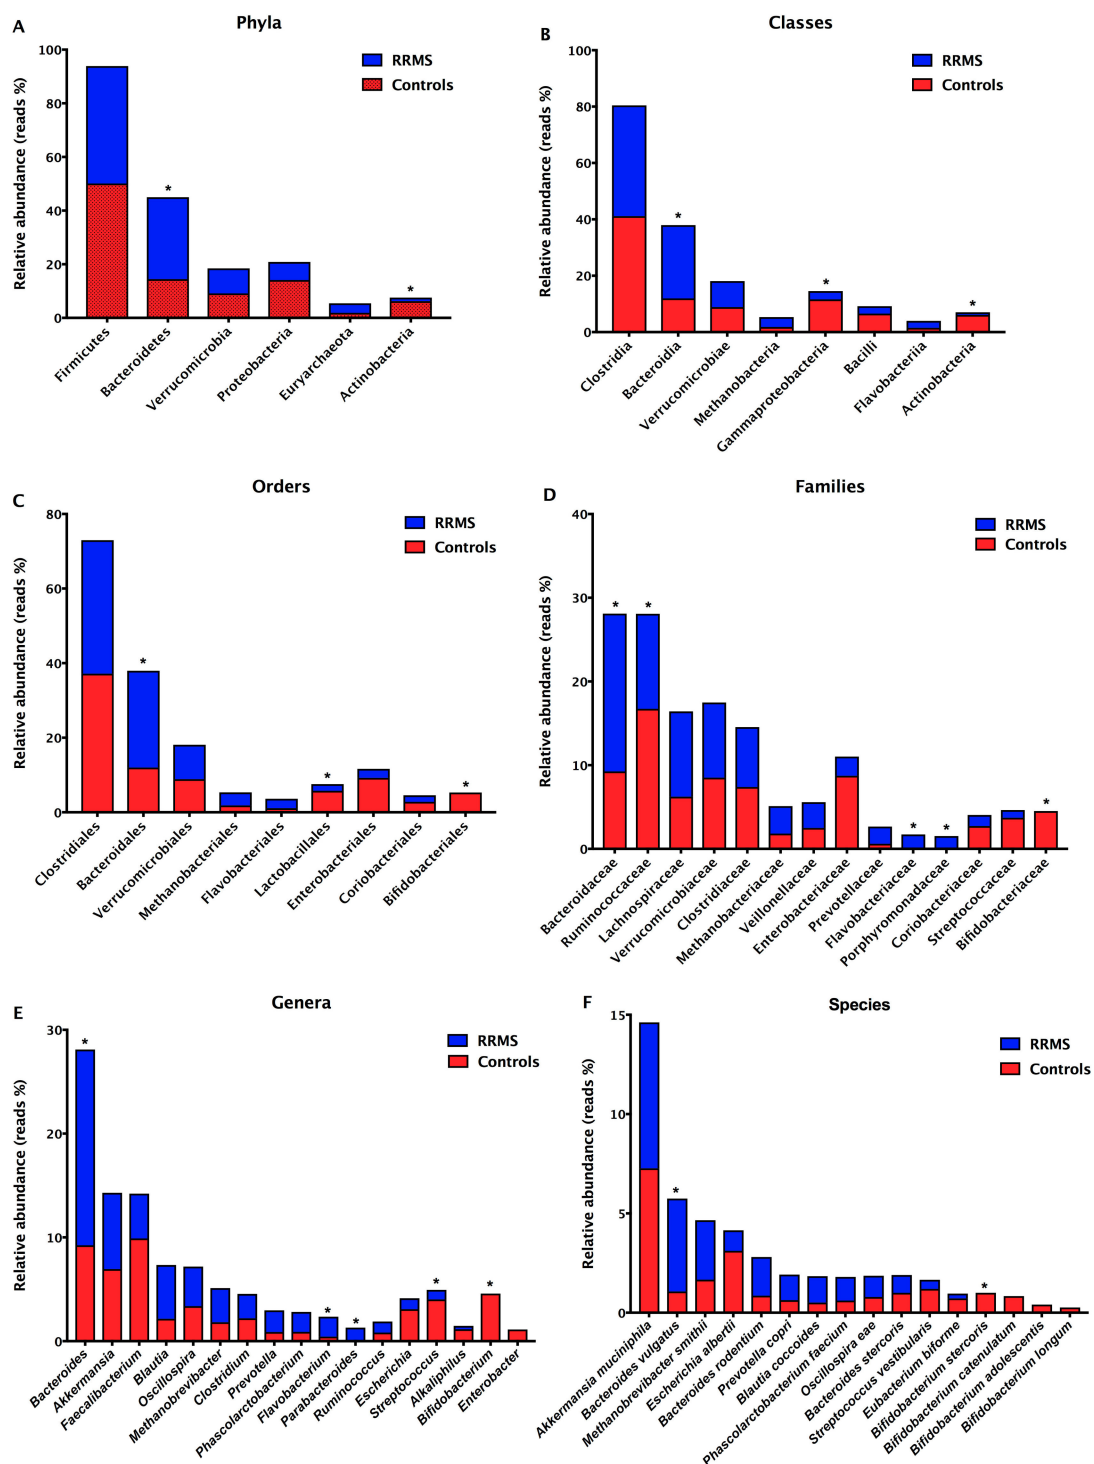 A
Phyla
Relative abundance (reads %)
100
80
60
40
20
0
*
*
RRMS
Controls
Firmicutes
Bacteroidetes
Verrucomicrobia
Proteobacteria
Euryarchaeota
Actinobacteria
B
Classes
Relative abundance (reads %)
100
80
60
40
20
0
*
*
*
RRMS
Controls
Clostridia
Bacteroidia
Verrucomicrobiae
Methanobacteria
Gammaproteobacteria
Bacilli
Flavobacteriia
Actinobacteria
C
Orders
Relative abundance (reads %)
80
60
40
20
0
*
*
*
RRMS
Controls
Clostridiales
Bacteroidales
Verrucomicrobiales
Methanobacteriales
Flavobacteriales
Lactobacillales
Enterobacteriales
Coriobacteriales
Bifidobacteriales
D
Families
Relative abundance (reads %)
40
30
20
10
0
*
*
*
*
*
RRMS
Controls
Bacteroidaceae
Ruminococcaceae
Lachnospiraceae
Verrucomicrobiaceae
Clostridiaceae
Methanobacteriaceae
Veillonellaceae
Enterobacteriaceae
Prevotellaceae
Flavobacteriaceae
Porphyromonadaceae
Coriobacteriaceae
Streptococcaceae
Bifidobacteriaceae
E
Genera
Relative abundance (reads %)
30
20
10
0
*
*
*
*
*
RRMS
Controls
Bacteroides
Akkermansia
Faecalibacterium
Blautia
Oscillospira
Methanobrevibacter
Clostridium
Prevotella
Phascolarctobacterium
Flavobacterium
Parabacteroides
Ruminococcus
Escherichia
Streptococcus
Alkaliphilus
Bifidobacterium
Enterobacter
F
Species
Relative abundance (reads %)
15
10
5
0
*
*
RRMS
Controls
Akkermansia muciniphila
Bacteroides vulgatus
Methanobrevibacter smithii
Escherichia albertii
Bacteroides rodentium
Prevotella copri
Blautia coccoides
Phascolarctobacterium faecium
Oscillospira eae
Bacteroides stercoris
Streptococcus vestibularis
Eubacterium biforme
Bifidobacterium stercoris
Bifidobacterium catenulatum
Bifidobacterium adolescentis
Bifidobacterium longum